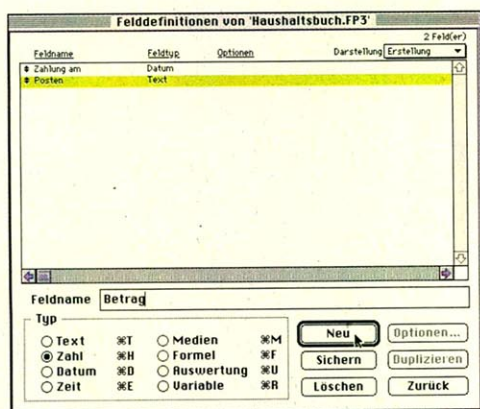 Felddefinitionen von 'Haushaltsbuch.FP3'
2 Feld(er)
Feldname Feldtyp Optionen Darstellung Erstellung
Zahlung am Datum
Posten Text
Feldname Betrag
Typ
Text ⌘T Medien ⌘M
Zahl ⌘H Formel ⌘F
Datum ⌘D Auswertung ⌘U
Zeit ⌘E Variable ⌘R
Neu Optionen...
Sichern Duplizieren
Löschen Zurück